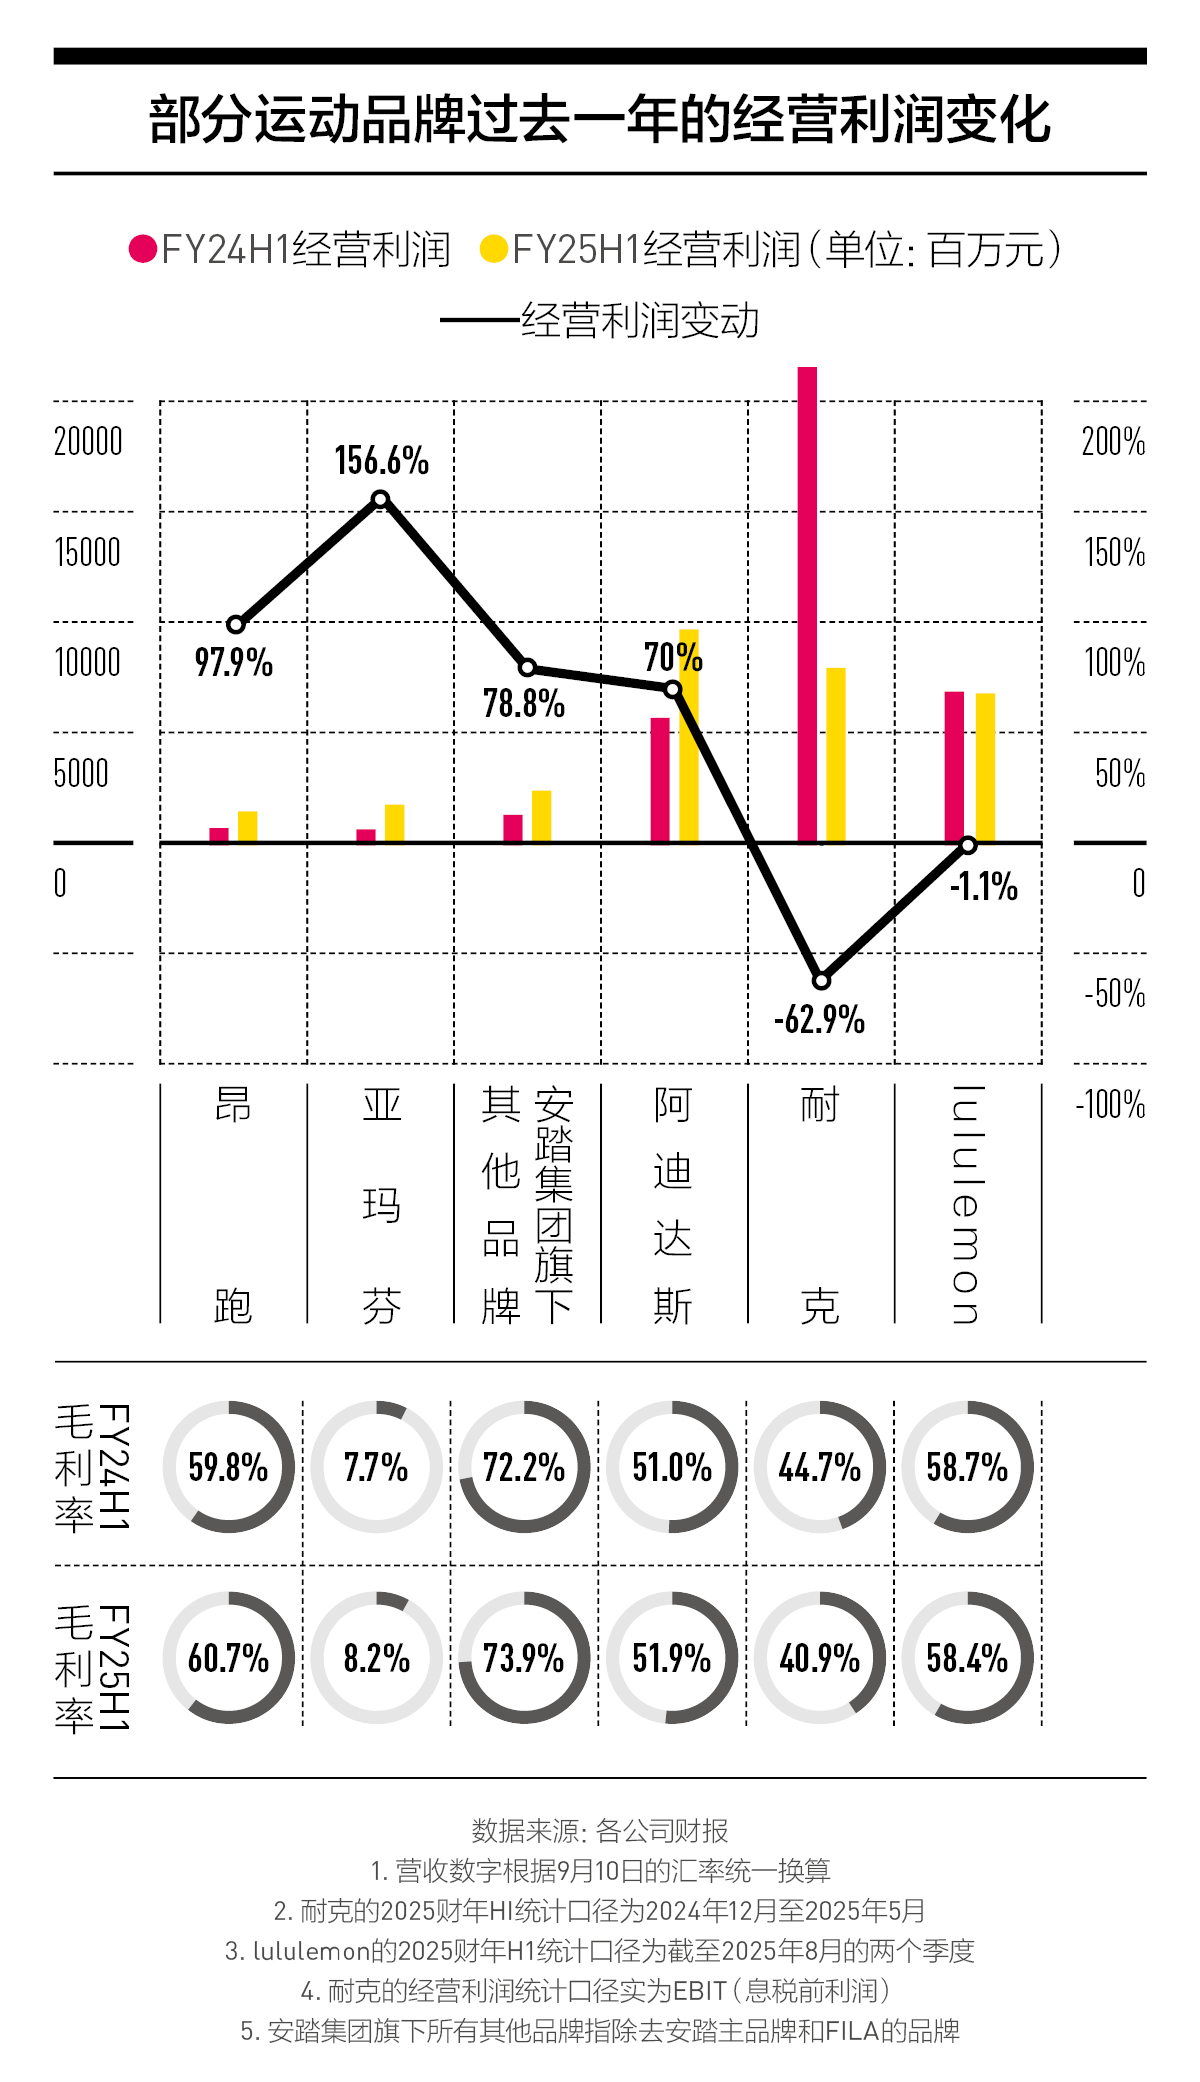 部分运动品牌过去一年的经营利润变化
FY24H1经营利润 FY25H1经营利润（单位：百万元）
经营利润变动
20000
15000
10000
5000
0
200%
150%
100%
50%
0
-50%
-100%
97.9%
156.6%
78.8%
70%
-62.9%
-1.1%
昂跑
亚玛芬
安踏集团旗下
其他品牌
阿迪达斯
耐克
lululemon
FY24H1
毛利率
59.8% 7.7% 72.2% 51.0% 44.7% 58.7%
FY25H1
毛利率
60.7% 8.2% 73.9% 51.9% 40.9% 58.4%
数据来源：各公司财报
1. 营收数字根据9月10日的汇率统一换算
2. 耐克的2025财年HI统计口径为2024年12月至2025年5月
3. lululemon的2025财年H1统计口径为截至2025年8月的两个季度
4. 耐克的经营利润统计口径实为EBIT（息税前利润）
5. 安踏集团旗下所有其他品牌指除去安踏主品牌和FILA的品牌